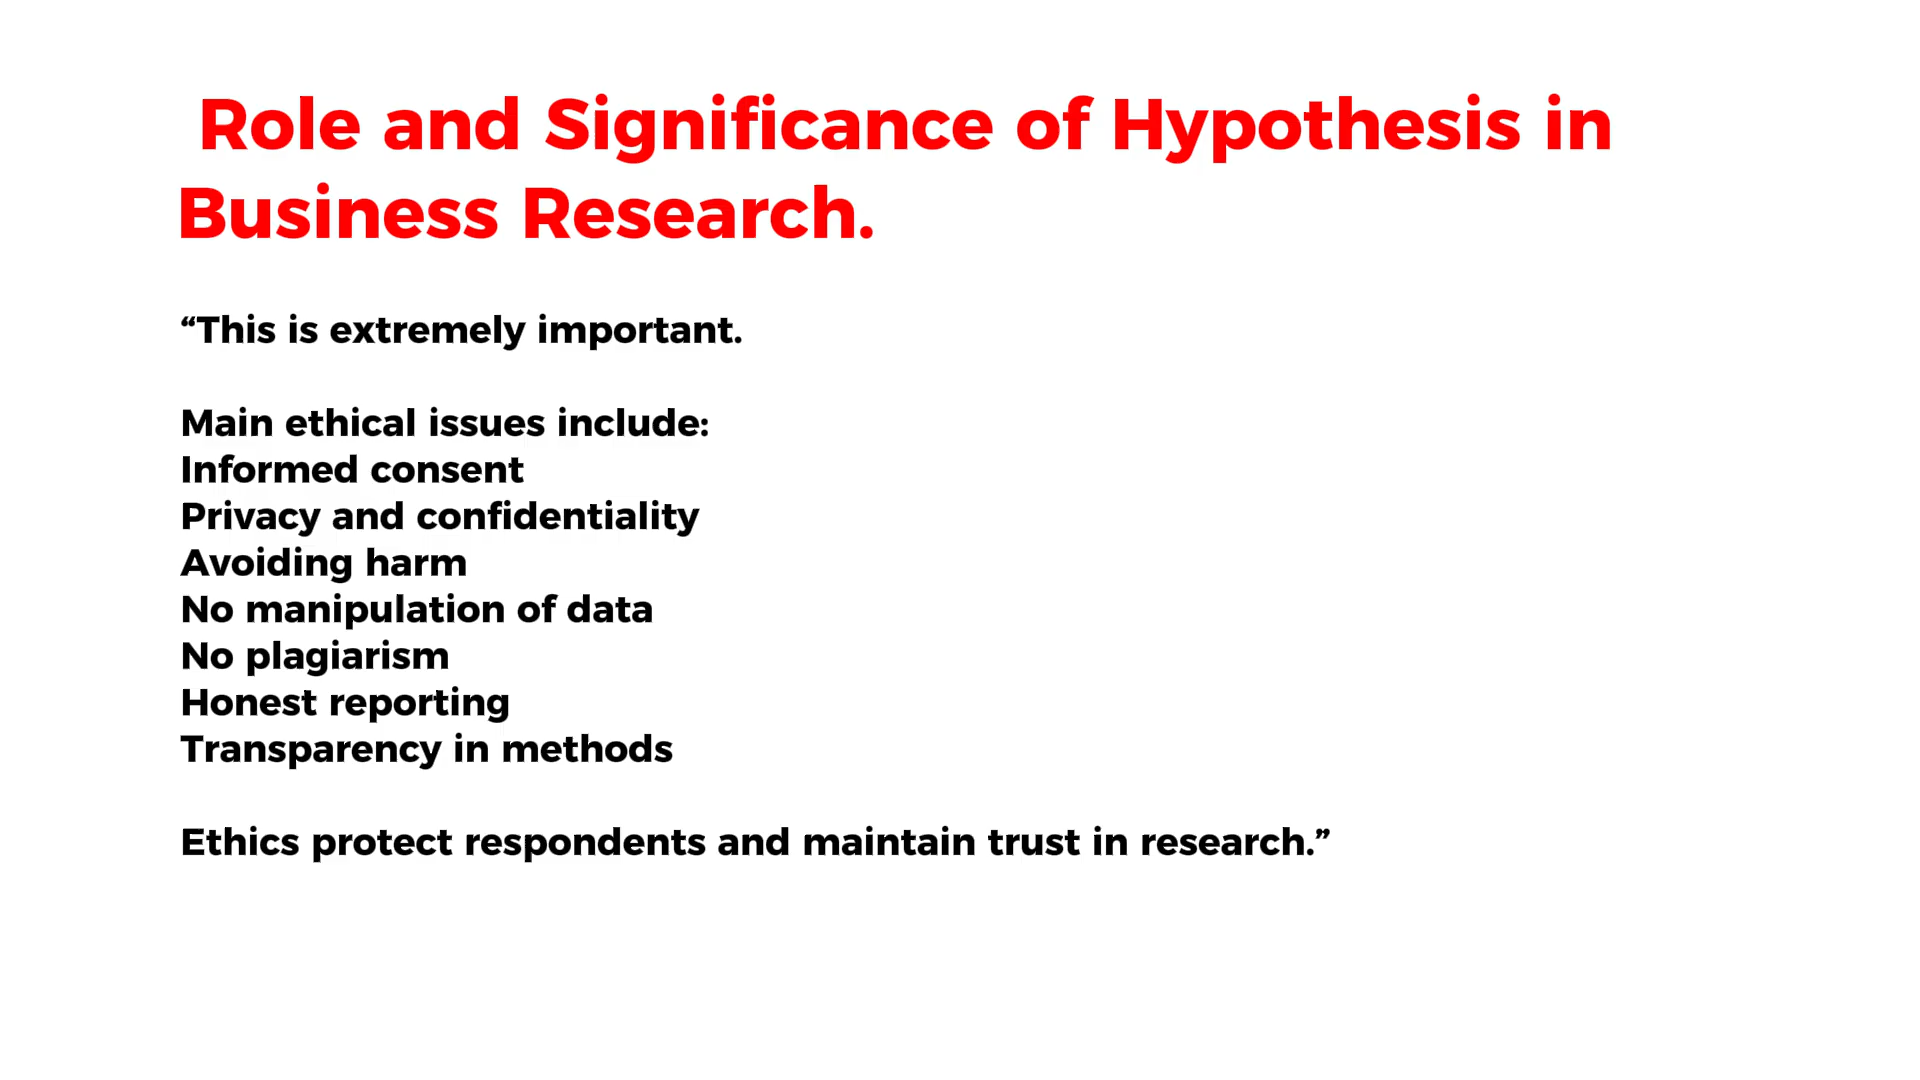 Role and Significance of Hypothesis in
Business Research.
“This is extremely important.
Main ethical issues include:
Informed consent
Privacy and confidentiality
Avoiding harm
No manipulation of data
No plagiarism
Honest reporting
Transparency in methods
Ethics protect respondents and maintain trust in research.”